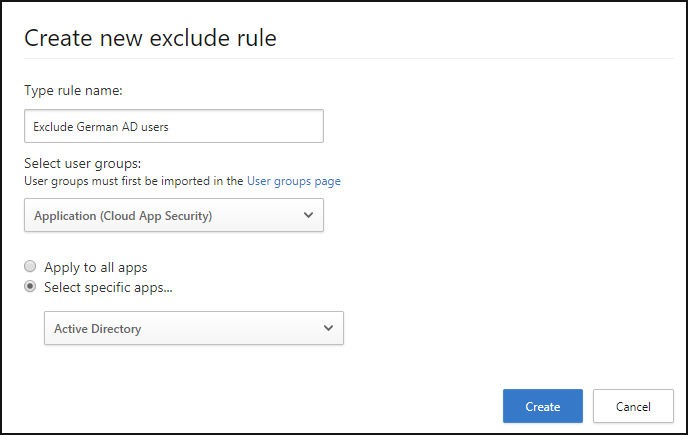 Create new exclude rule
Type rule name:
Exclude German AD users
Select user groups:
User groups must first be imported in the User groups page
Application (Cloud App Security)
Apply to all apps
Select specific apps...
Active Directory
Create Cancel